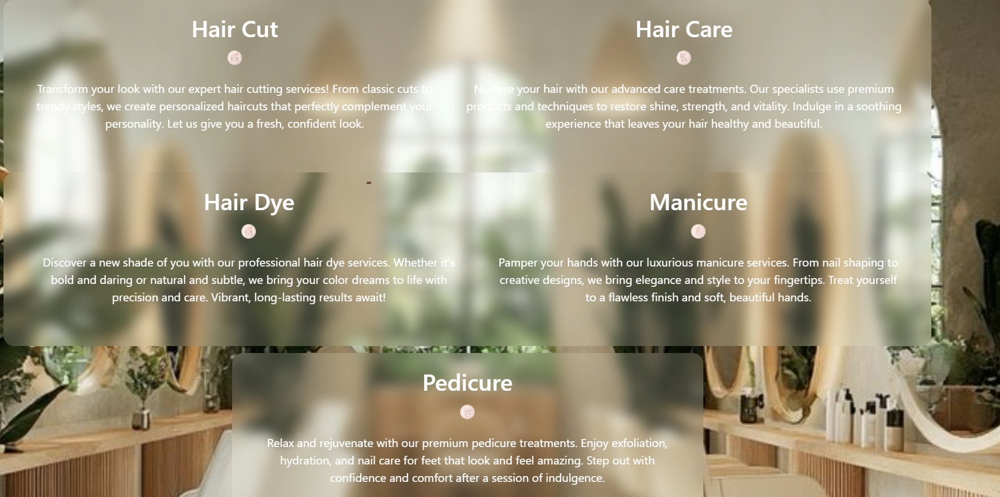 Hair Cut
Transform your look with our expert hair cutting services! From classic cuts to
trendy styles, we create personalized haircuts that perfectly complement your
personality. Let us give you a fresh, confident look.
Hair Care
Nurture your hair with our advanced care treatments. Our specialists use premium
products and techniques to restore shine, strength, and vitality. Indulge in a soothing
experience that leaves your hair healthy and beautiful.
Hair Dye
Discover a new shade of you with our professional hair dye services. Whether it's
bold and daring or natural and subtle, we bring your color dreams to life with
precision and care. Vibrant, long-lasting results await!
Manicure
Pamper your hands with our luxurious manicure services. From nail shaping to
creative designs, we bring elegance and style to your fingertips. Treat yourself
to a flawless finish and soft, beautiful hands.
Pedicure
Relax and rejuvenate with our premium pedicure treatments. Enjoy exfoliation,
hydration, and nail care for feet that look and feel amazing. Step out with
confidence and comfort after a session of indulgence.